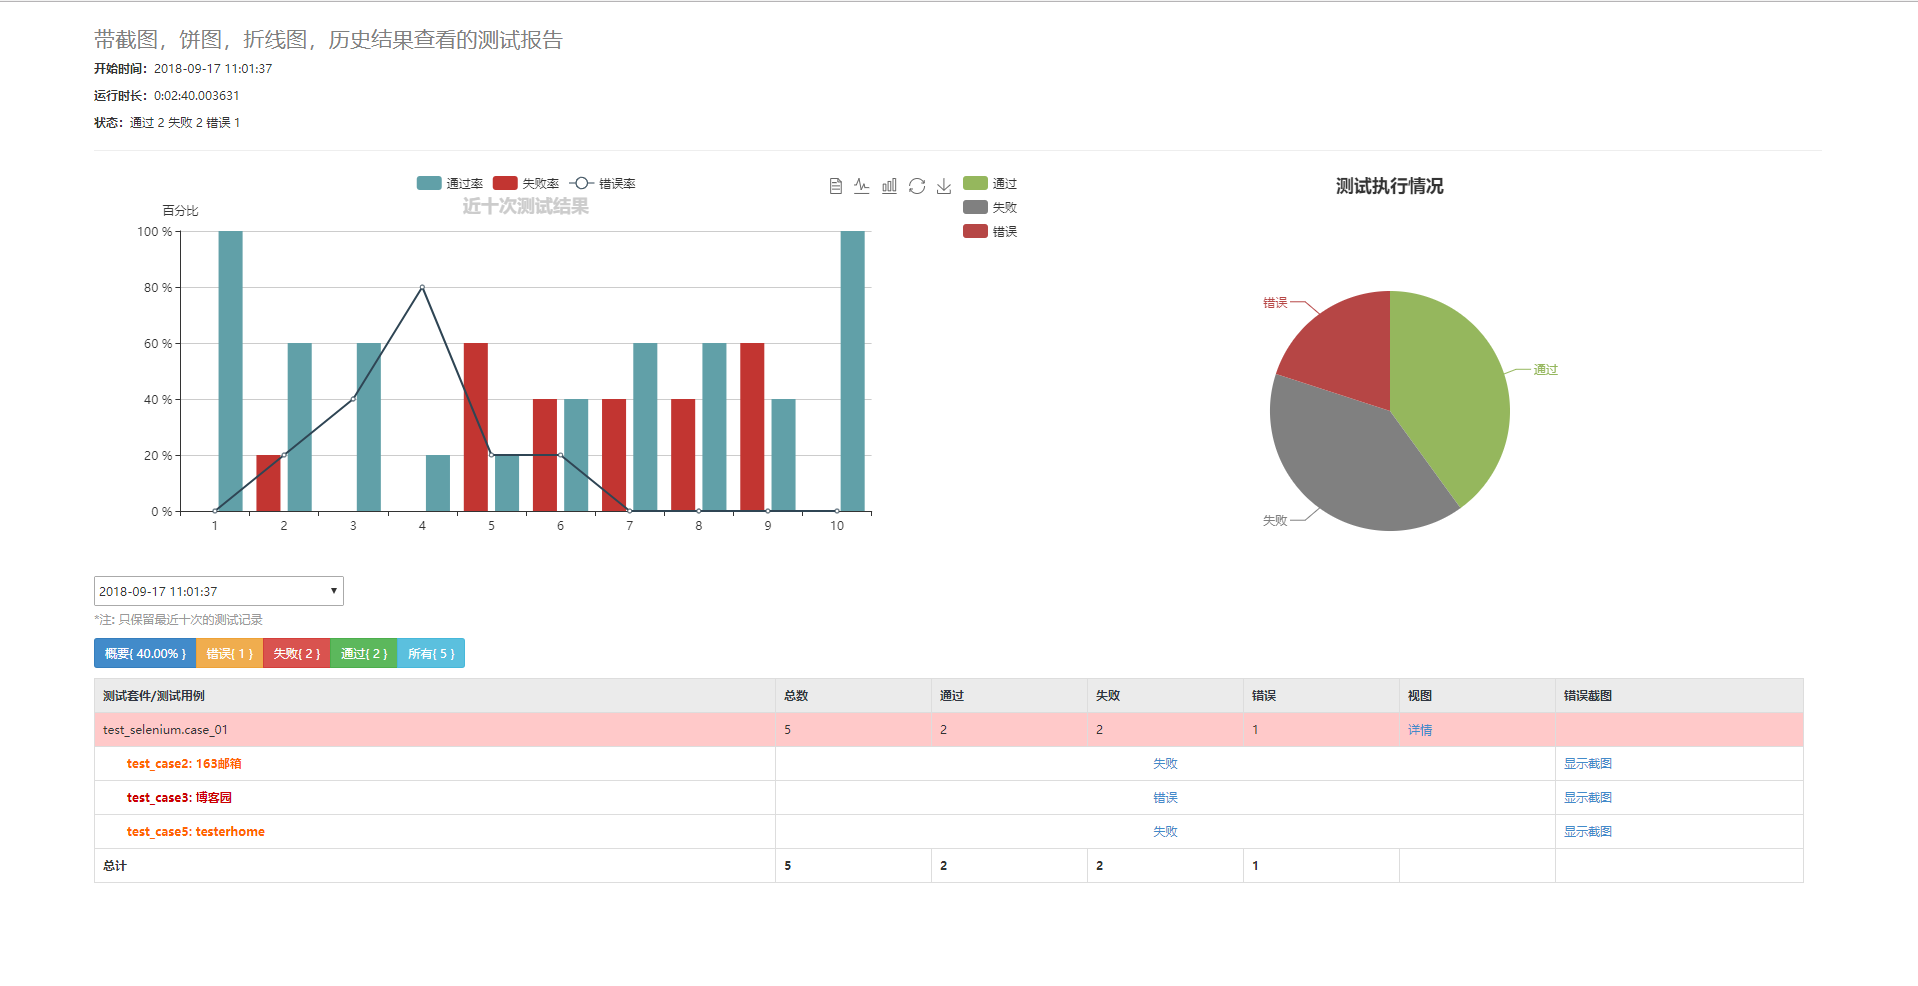 带截图，饼图，折线图，历史结果查看的测试报告
开始时间：2018-09-17 11:01:37
运行时长：0:02:40.003631
状态：通过 2 失败 2 错误 1
通过率 失败率 错误率
近十次测试结果
百分比
100 %
80 %
60 %
40 %
20 %
0 %
1 2 3 4 5 6 7 8 9 10
通过
失败
错误
测试执行情况
错误
通过
失败
2018-09-17 11:01:37
*注: 只保留最近十次的测试记录
概要{ 40.00% } 错误{ 1 } 失败{ 2 } 通过{ 2 } 所有{ 5 }
测试套件/测试用例 总数 通过 失败 错误 视图 错误截图
test_selenium.case_01 5 2 2 1 详情
test_case2: 163邮箱 失败 显示截图
test_case3: 博客园 错误 显示截图
test_case5: testerhome 失败 显示截图
总计 5 2 2 1